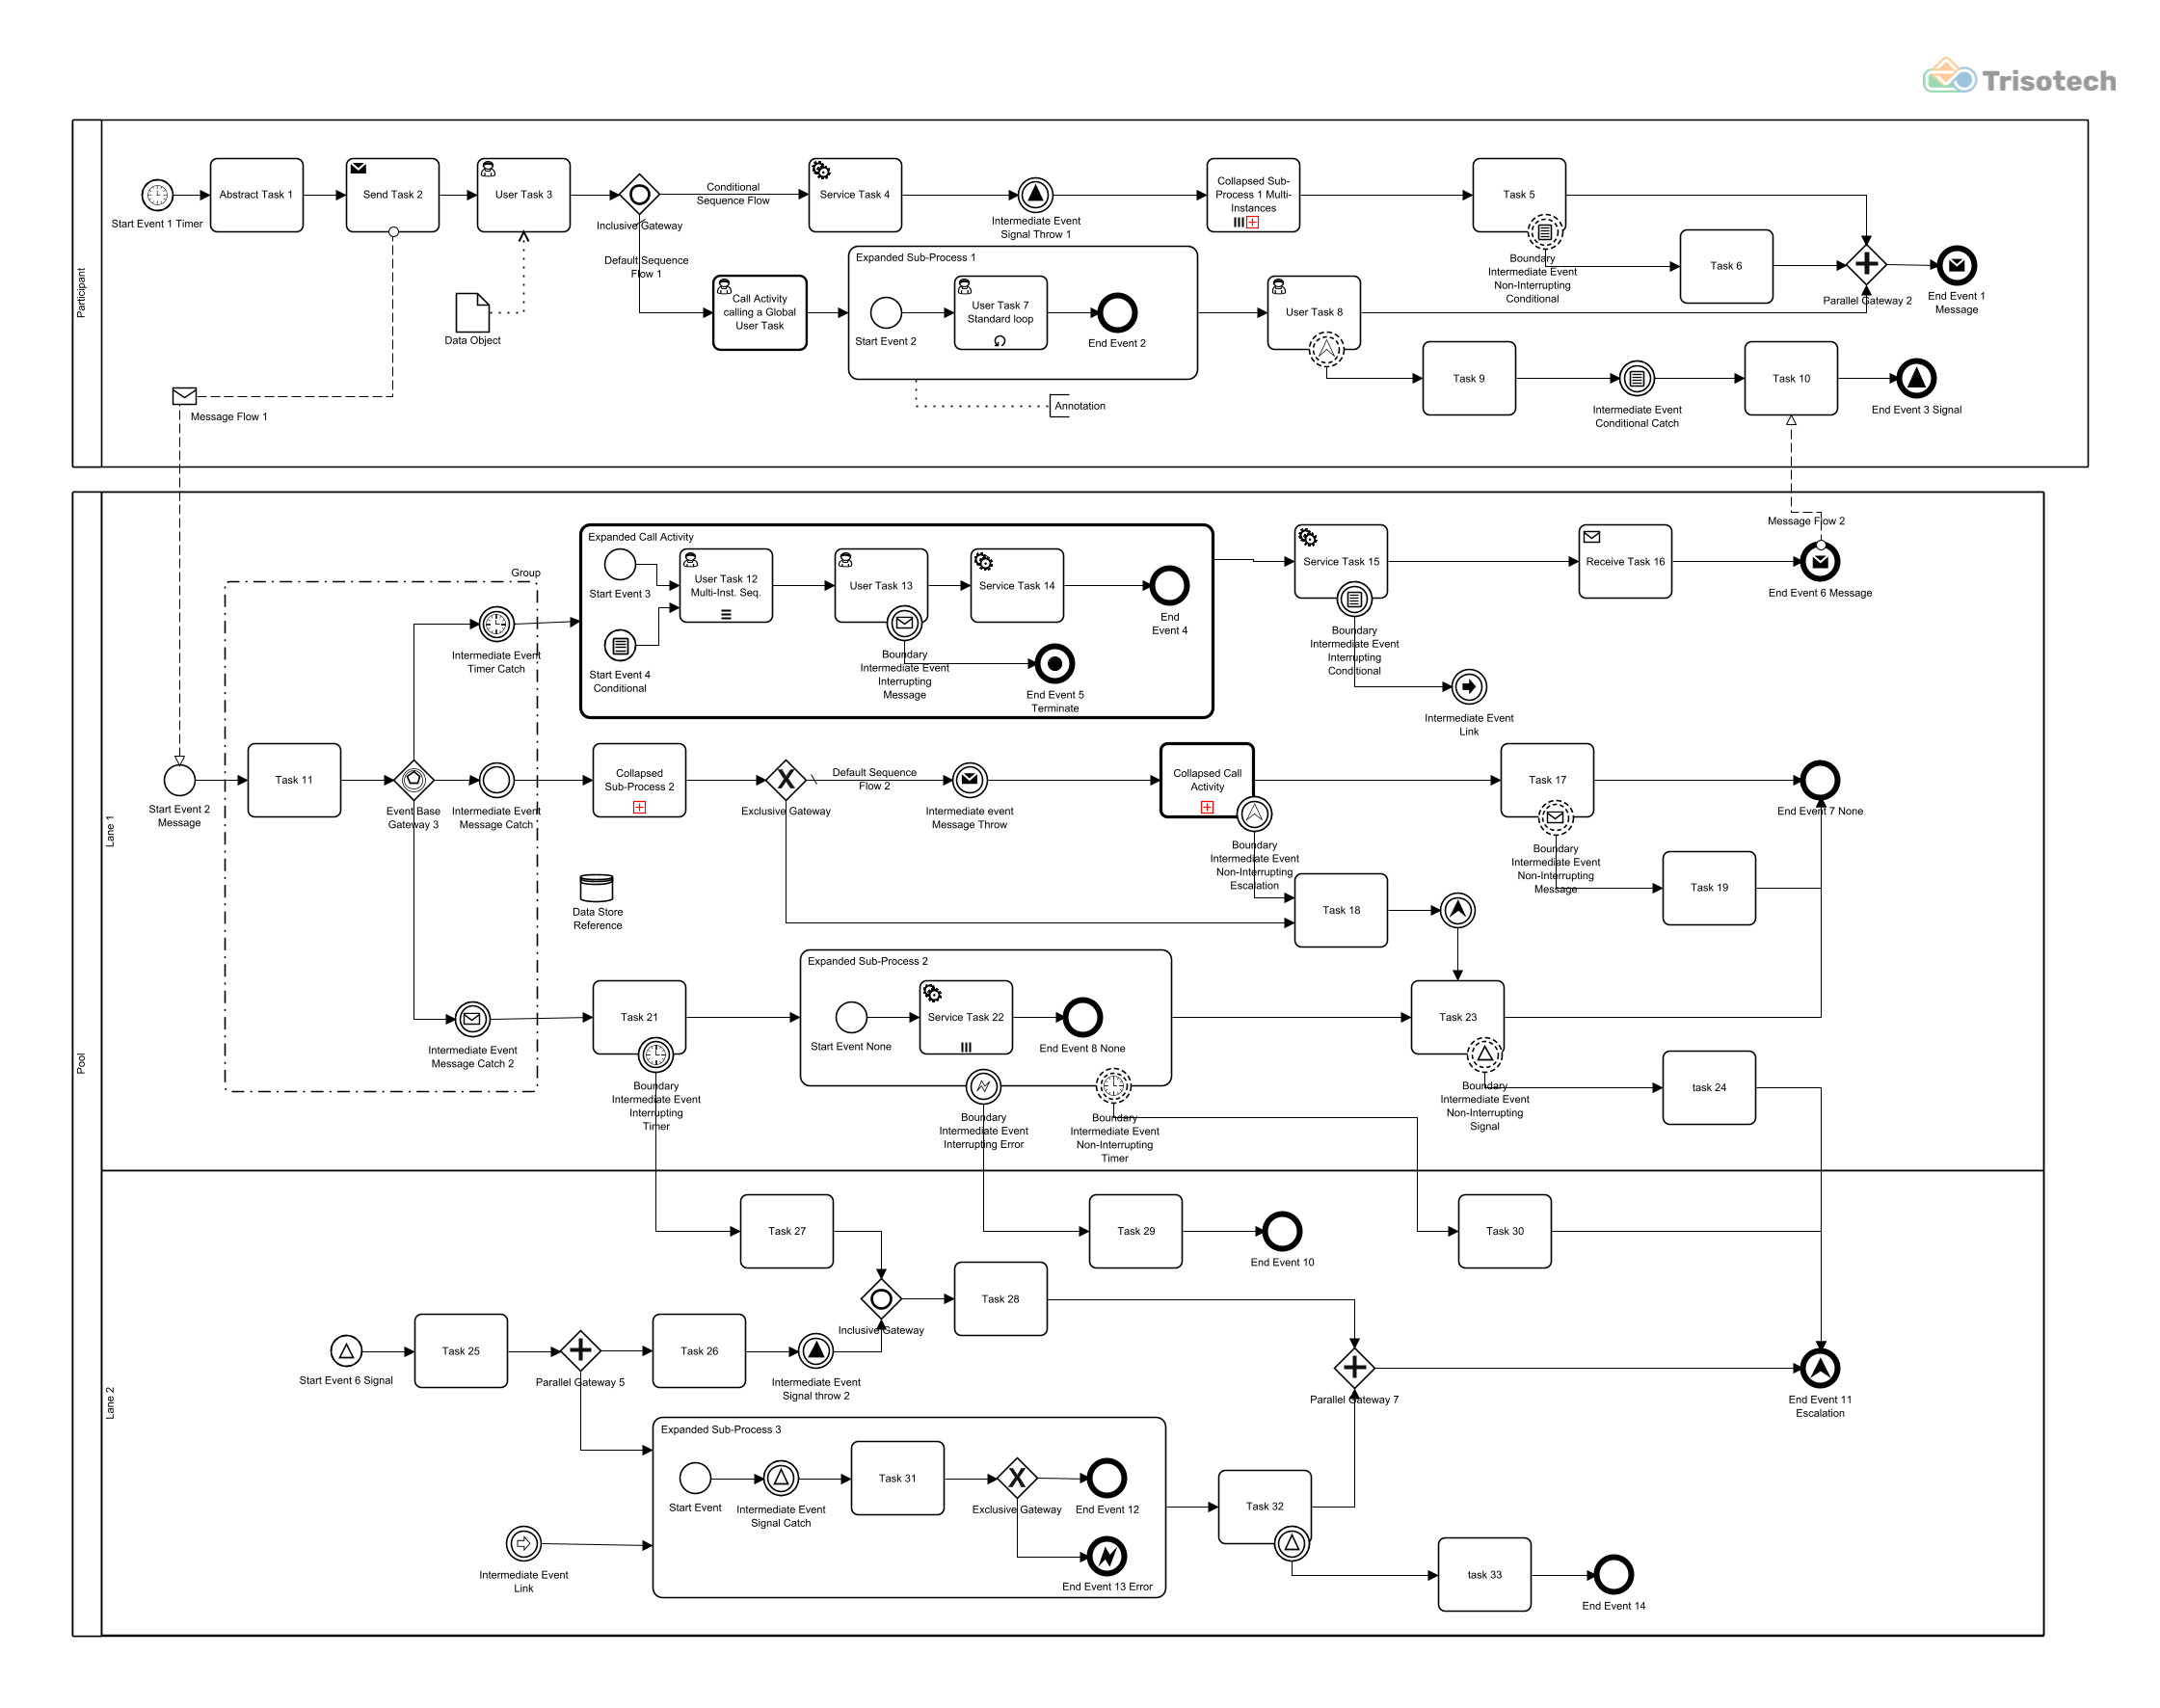 Trisotech
Participant
Start Event 1 Timer
Abstract Task 1
Send Task 2
User Task 3
Inclusive Gateway
Conditional
Sequence Flow
Service Task 4
Intermediate Event
Signal Throw 1
Collapsed Sub-
Process 1 Multi-
Instances
Task 5
Boundary
Intermediate Event
Non-Interrupting
Conditional
Task 6
Parallel Gateway 2
End Event 1
Message
Default Sequence
Flow 1
Data Object
Call Activity
calling a Global
User Task
Expanded Sub-Process 1
Start Event 2
User Task 7
Standard loop
End Event 2
User Task 8
Task 9
Intermediate Event
Conditional Catch
Task 10
End Event 3 Signal
Annotation
Message Flow 1
Pool
Lane 1
Message Flow 2
Group
Expanded Call Activity
Start Event 3
User Task 12
Multi-Inst. Seq.
User Task 13
Service Task 14
End
Event 4
Start Event 4
Conditional
Boundary
Intermediate Event
Interrupting
Message
End Event 5
Terminate
Service Task 15
Receive Task 16
End Event 6 Message
Boundary
Intermediate Event
Interrupting
Conditional
Intermediate Event
Link
Intermediate Event
Timer Catch
Start Event 2
Message
Task 11
Event Base
Gateway 3
Intermediate Event
Message Catch
Collapsed
Sub-Process 2
Exclusive Gateway
Default Sequence
Flow 2
Intermediate event
Message Throw
Collapsed Call
Activity
Boundary
Intermediate Event
Non-Interrupting
Escalation
Task 17
Boundary
Intermediate Event
Non-Interrupting
Message
End Event 7 None
Task 19
Data Store
Reference
Task 18
Intermediate Event
Message Catch 2
Task 21
Boundary
Intermediate Event
Interrupting
Timer
Expanded Sub-Process 2
Start Event None
Service Task 22
End Event 8 None
Boundary
Intermediate Event
Interrupting Error
Boundary
Intermediate Event
Non-Interrupting
Timer
Task 23
Boundary
Intermediate Event
Non-Interrupting
Signal
task 24
Lane 2
Task 27
Task 29
End Event 10
Task 30
Inclusive Gateway
Task 28
Start Event 6 Signal
Task 25
Parallel Gateway 5
Task 26
Intermediate Event
Signal throw 2
Parallel Gateway 7
End Event 11
Escalation
Expanded Sub-Process 3
Start Event
Intermediate Event
Signal Catch
Task 31
Exclusive Gateway
End Event 12
End Event 13 Error
Intermediate Event
Link
Task 32
task 33
End Event 14